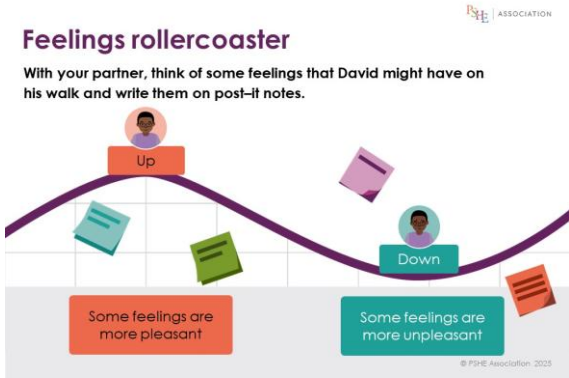 PSHE | ASSOCIATION
Feelings rollercoaster
With your partner, think of some feelings that David might have on
his walk and write them on post-it notes.
Up
Down
Some feelings are
more pleasant
Some feelings are
more unpleasant
© PSHE Association 2025